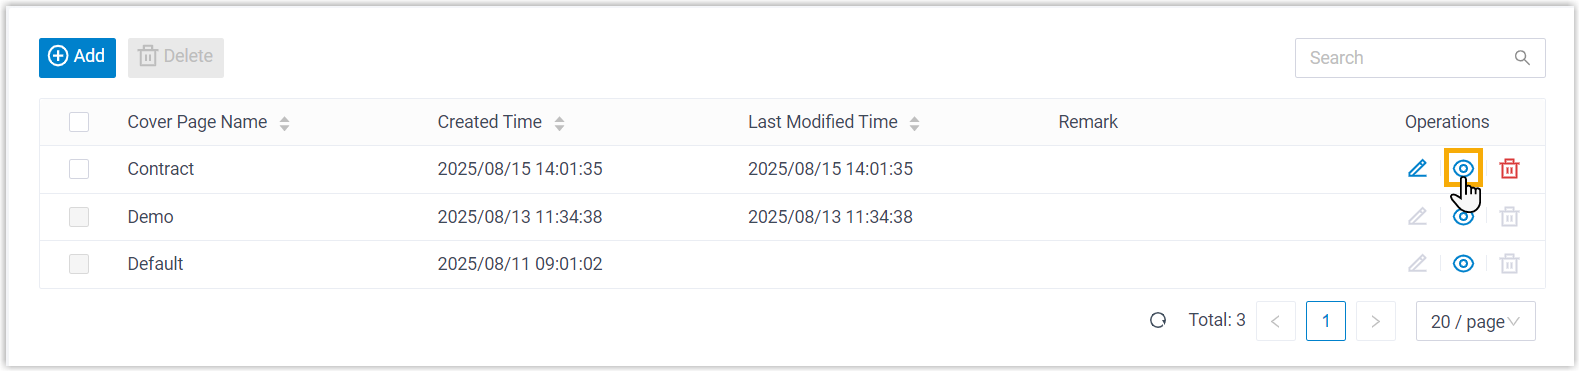 Add Delete Search
Cover Page Name Created Time Last Modified Time Remark Operations
Contract 2025/08/15 14:01:35 2025/08/15 14:01:35
Demo 2025/08/13 11:34:38 2025/08/13 11:34:38
Default 2025/08/11 09:01:02
Total: 3 < 1 > 20 / page